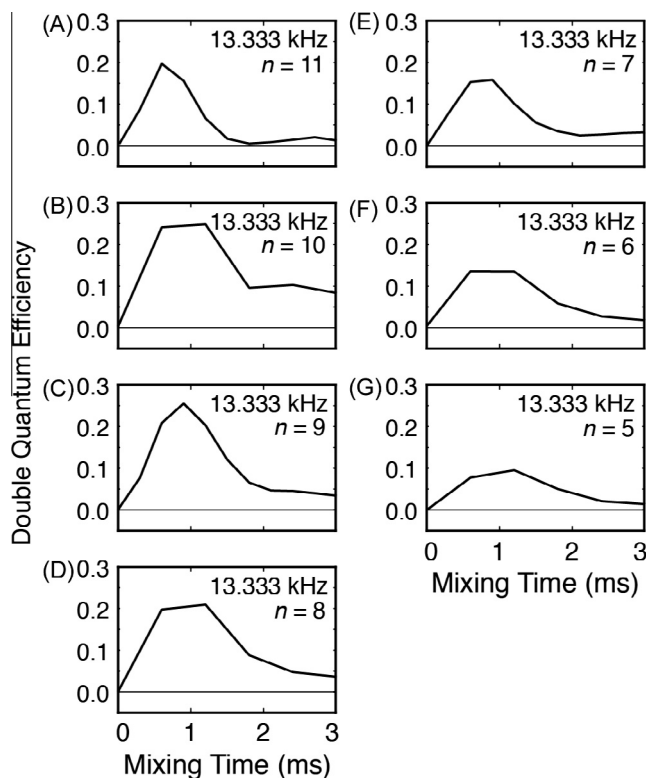 Double Quantum Efficiency
(A)
13.333 kHz
n = 11
0.3
0.2
0.1
0.0
(B)
13.333 kHz
n = 10
0.3
0.2
0.1
0.0
(C)
13.333 kHz
n = 9
0.3
0.2
0.1
0.0
(D)
13.333 kHz
n = 8
0.3
0.2
0.1
0.0
0 1 2 3
Mixing Time (ms)
(E)
13.333 kHz
n = 7
0.3
0.2
0.1
0.0
(F)
13.333 kHz
n = 6
0.3
0.2
0.1
0.0
(G)
13.333 kHz
n = 5
0.3
0.2
0.1
0.0
0 1 2 3
Mixing Time (ms)